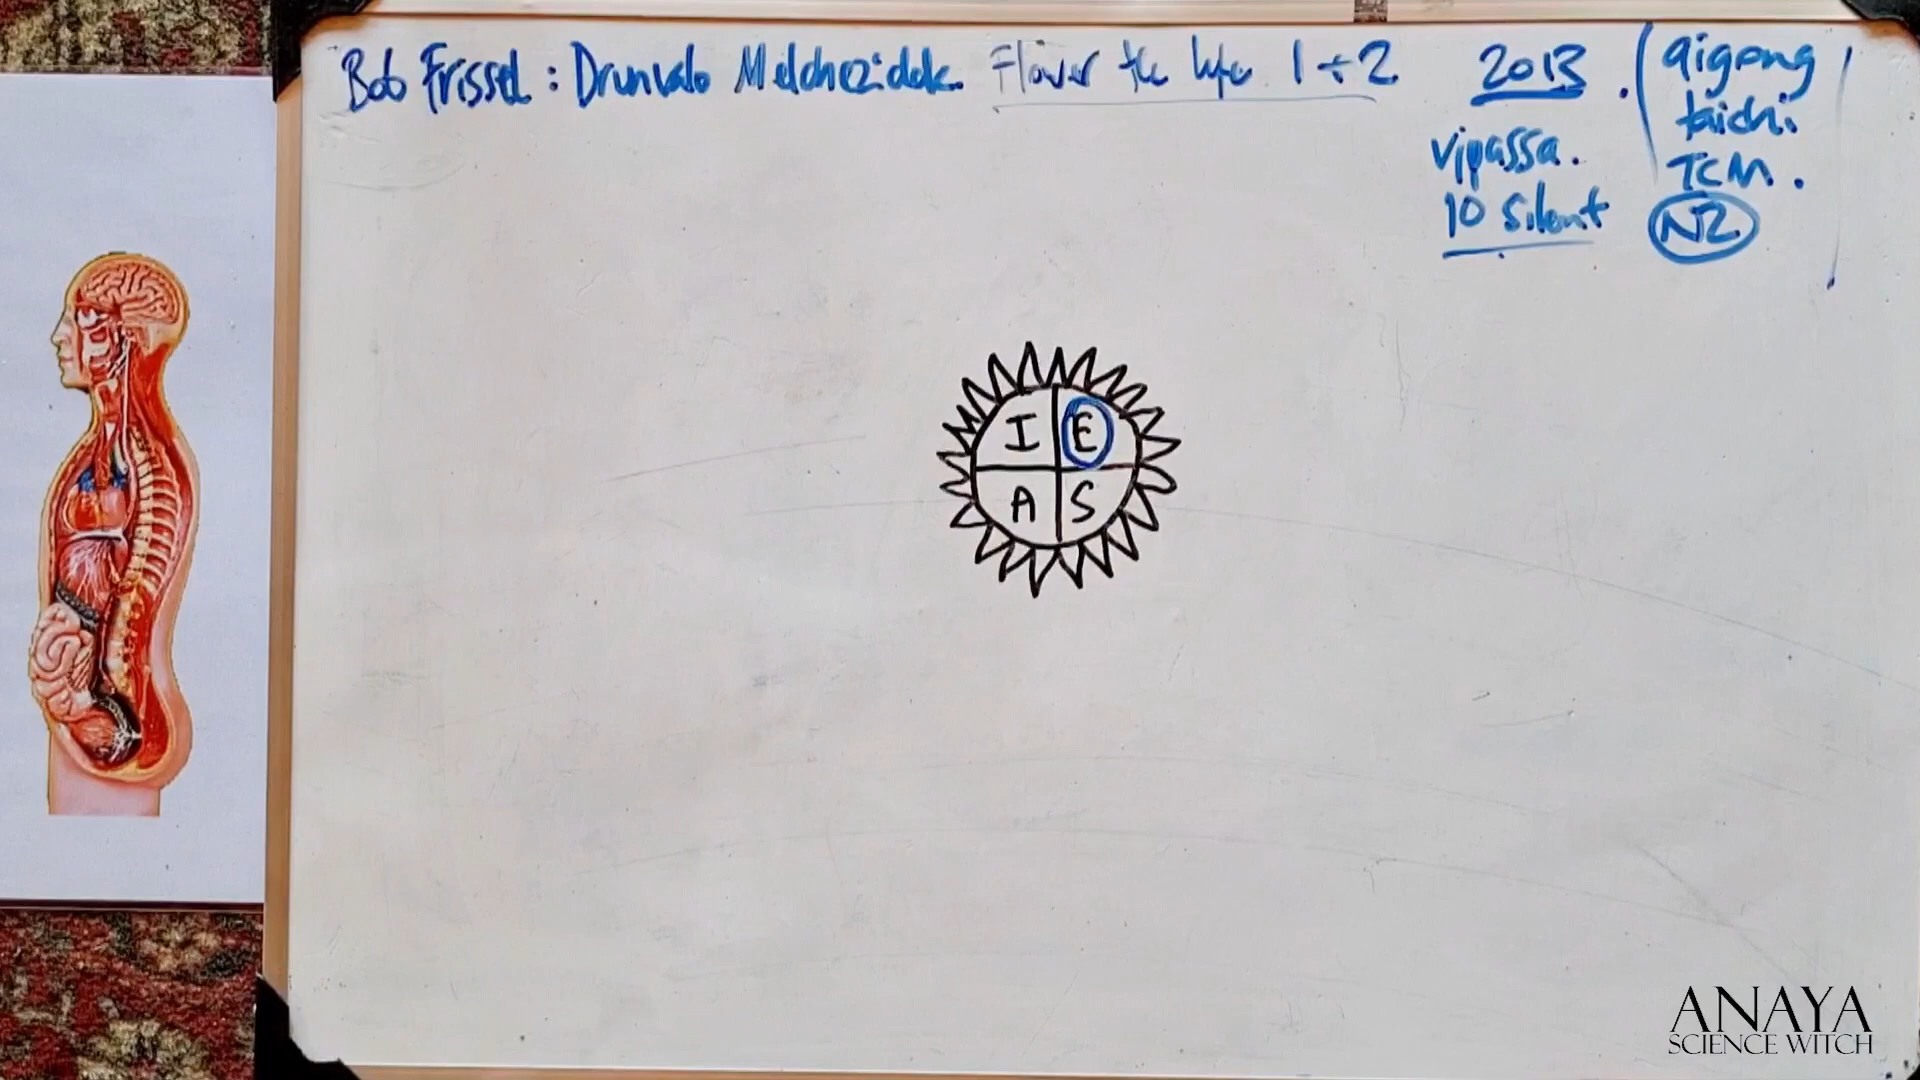 Bob Frissel : Drunvalo Melchezidek. Flower the life 1 + 2
2013 .
vipassa.
10 Silent
qigong
taichi
TCM.
NZ
I E
A S
ANAYA
SCIENCE WITCH